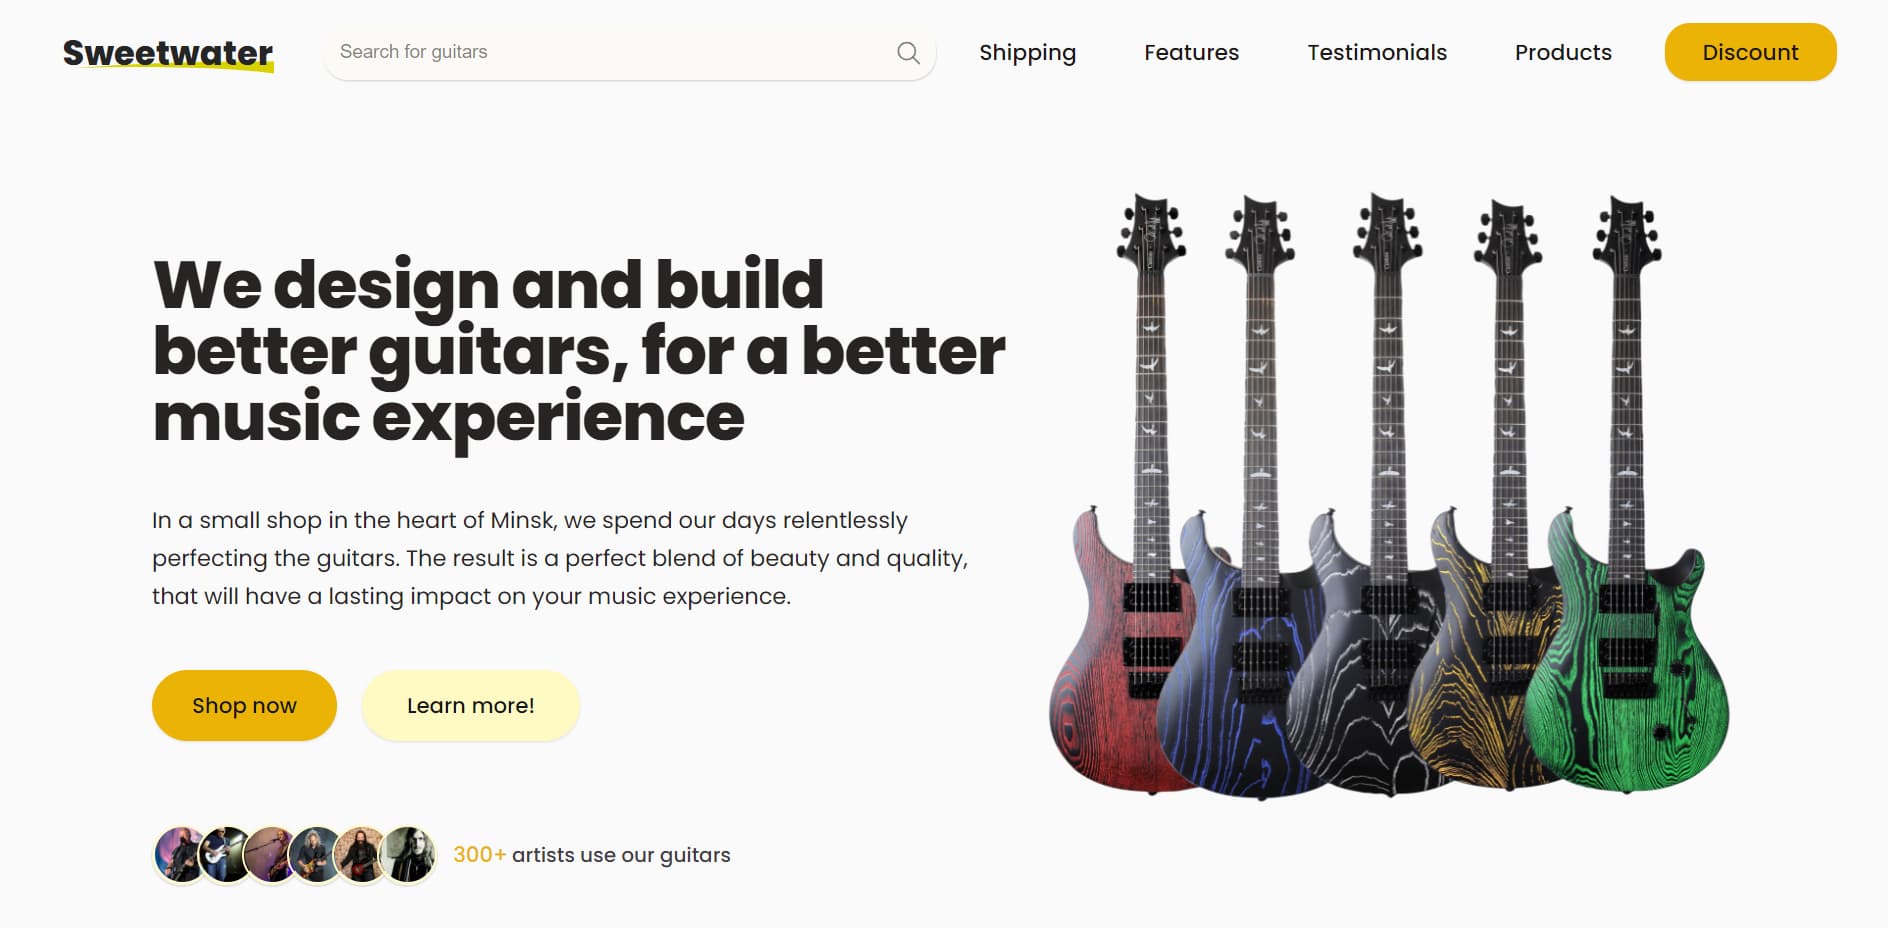 Sweetwater
Search for guitars
Shipping
Features
Testimonials
Products
Discount
We design and build
better guitars, for a better
music experience
In a small shop in the heart of Minsk, we spend our days relentlessly
perfecting the guitars. The result is a perfect blend of beauty and quality,
that will have a lasting impact on your music experience.
Shop now
Learn more!
300+ artists use our guitars